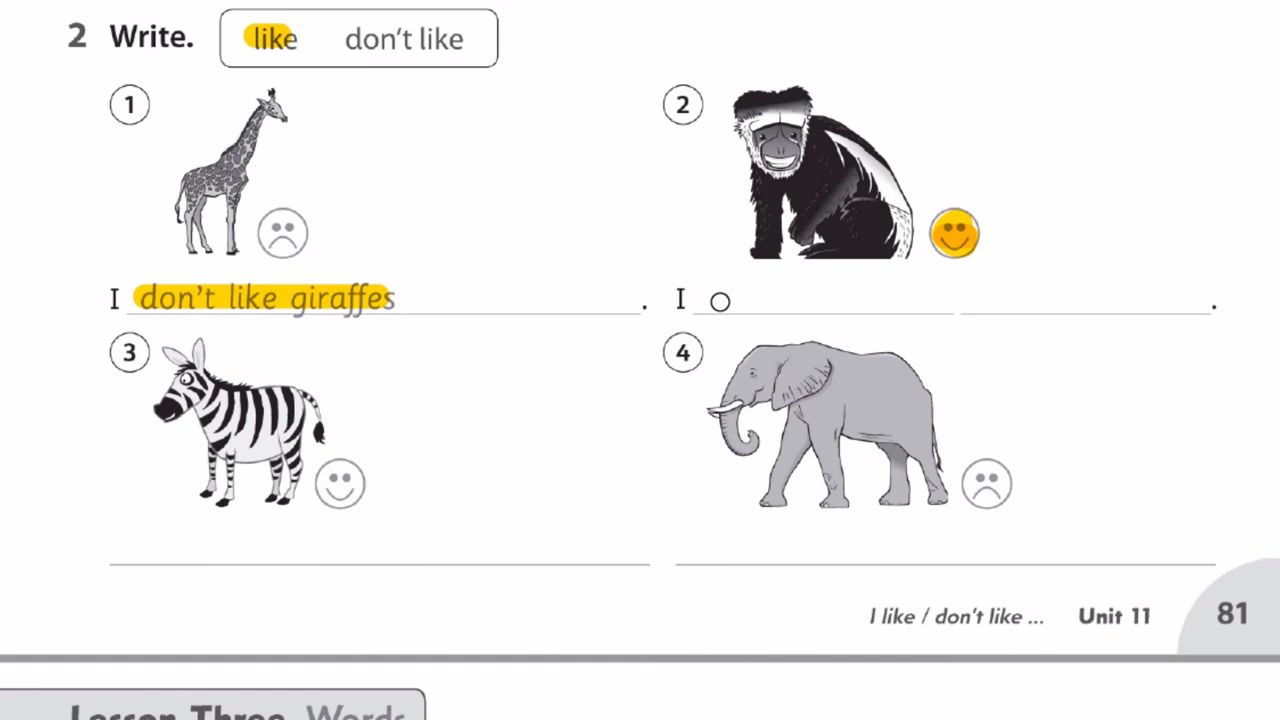 2 Write. like don't like
1
2
I don't like giraffes .
I .
3
4
I like / don't like ... Unit 11 81
Lesson Three Words